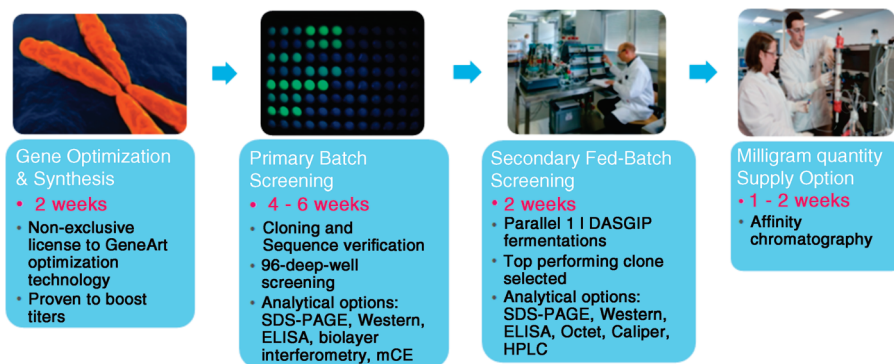 Gene Optimization
& Synthesis
• 2 weeks
• Non-exclusive
license to GeneArt
optimization
technology
• Proven to boost
titers
Primary Batch
Screening
• 4 - 6 weeks
• Cloning and
Sequence verification
• 96-deep-well
screening
• Analytical options:
SDS-PAGE, Western,
ELISA, biolayer
interferometry, mCE
Secondary Fed-Batch
Screening
• 2 weeks
• Parallel 1 l DASGIP
fermentations
• Top performing clone
selected
• Analytical options:
SDS-PAGE, Western,
ELISA, Octet, Caliper,
HPLC
Milligram quantity
Supply Option
• 1 - 2 weeks
• Affinity
chromatography